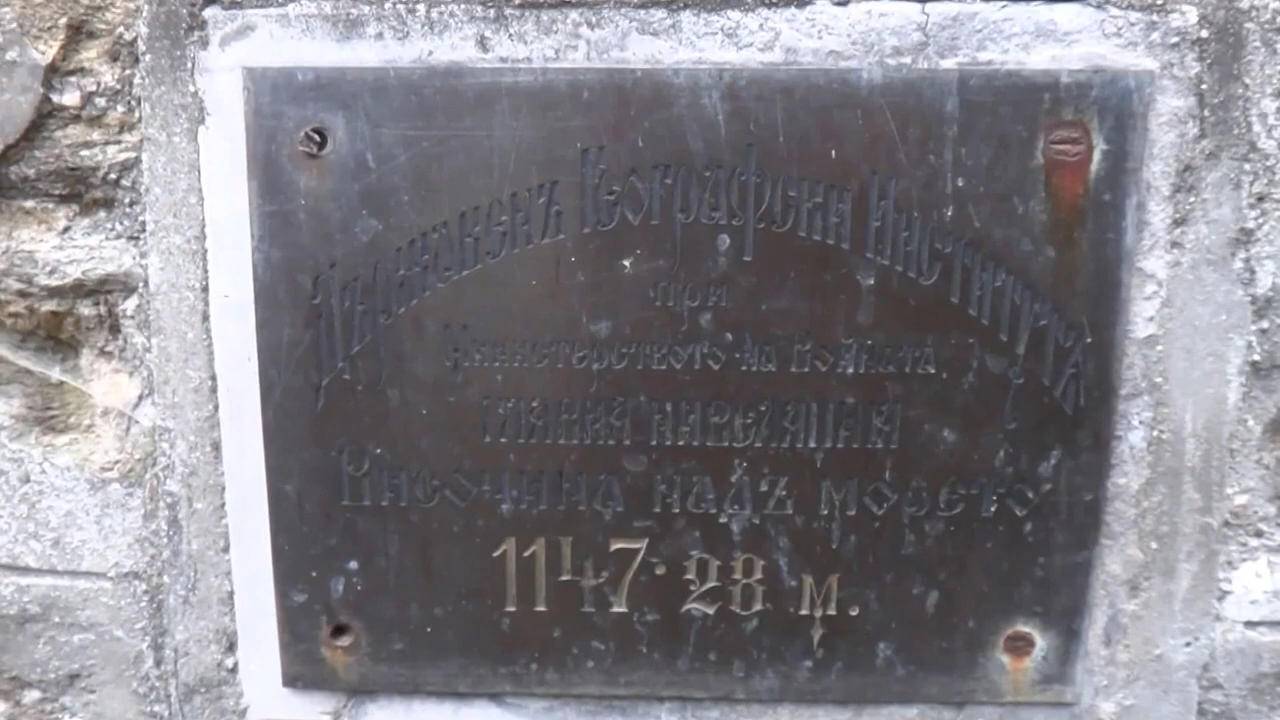 Държавенъ Географски Институтъ
при
Министерството на Войната
Главна нивелация
Височина надъ морето
1147·28 м.